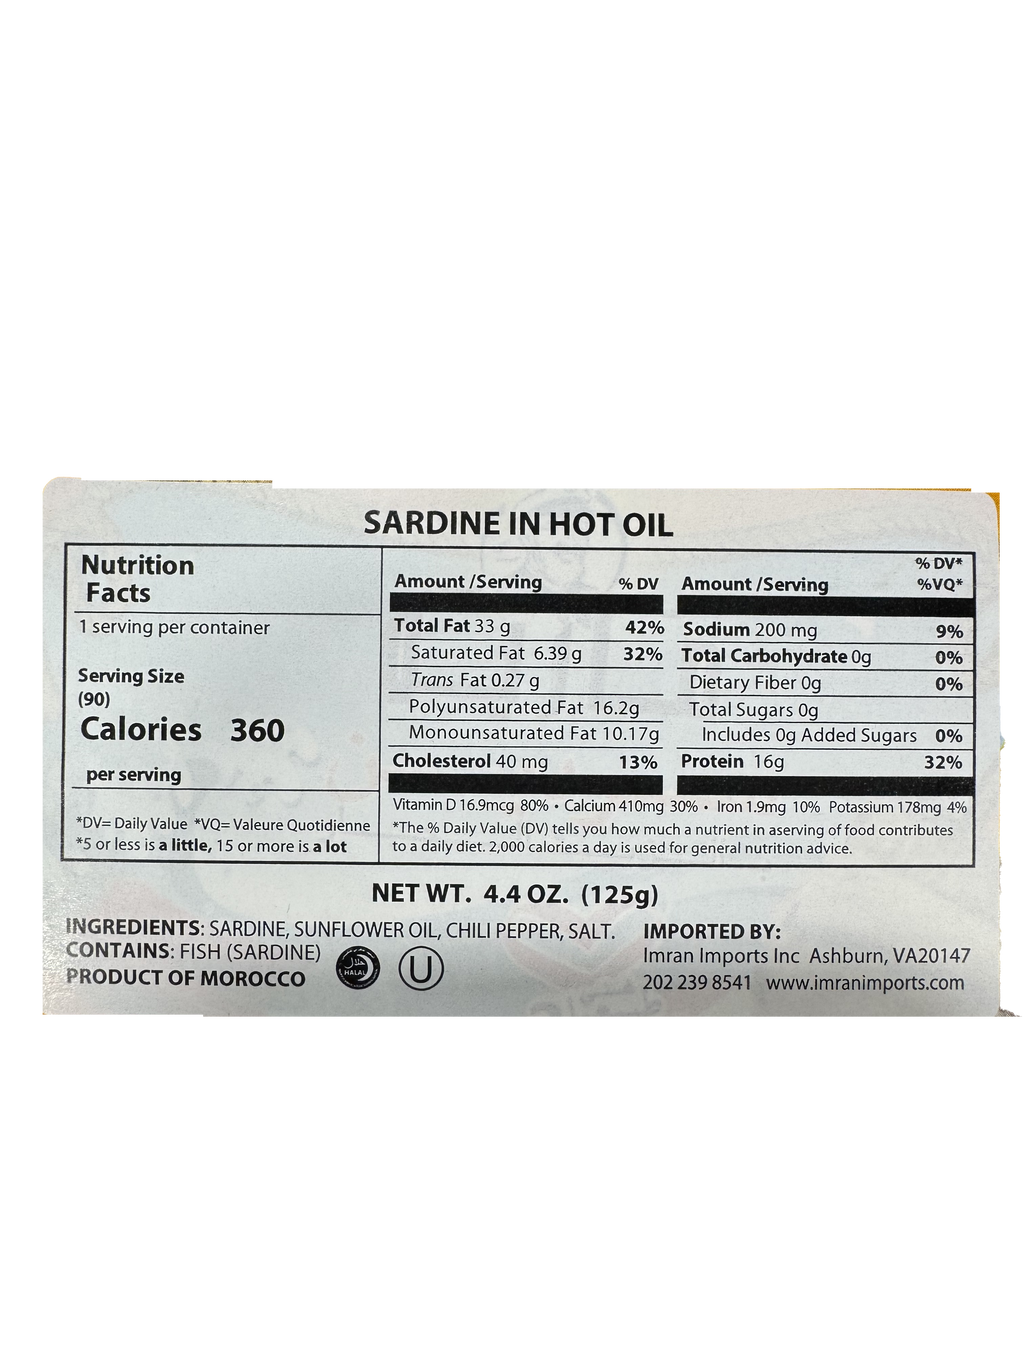 SARDINE IN HOT OIL
Nutrition
Facts
1 serving per container
Serving Size
(90)
Calories 360
per serving
*DV= Daily Value *VQ= Valeure Quotidienne
*5 or less is a little, 15 or more is a lot
Amount /Serving % DV
Total Fat 33 g 42%
Saturated Fat 6.39 g 32%
Trans Fat 0.27 g
Polyunsaturated Fat 16.2g
Monounsaturated Fat 10.17g
Cholesterol 40 mg 13%
% DV*
Amount /Serving %VQ*
Sodium 200 mg 9%
Total Carbohydrate 0g 0%
Dietary Fiber 0g 0%
Total Sugars 0g
Includes 0g Added Sugars 0%
Protein 16g 32%
Vitamin D 16.9mcg 80% • Calcium 410mg 30% • Iron 1.9mg 10% Potassium 178mg 4%
*The % Daily Value (DV) tells you how much a nutrient in aserving of food contributes
to a daily diet. 2,000 calories a day is used for general nutrition advice.
NET WT. 4.4 OZ. (125g)
INGREDIENTS: SARDINE, SUNFLOWER OIL, CHILI PEPPER, SALT.
CONTAINS: FISH (SARDINE)
PRODUCT OF MOROCCO
حلال
HALAL
U
IMPORTED BY:
Imran Imports Inc Ashburn, VA20147
202 239 8541 www.imranimports.com